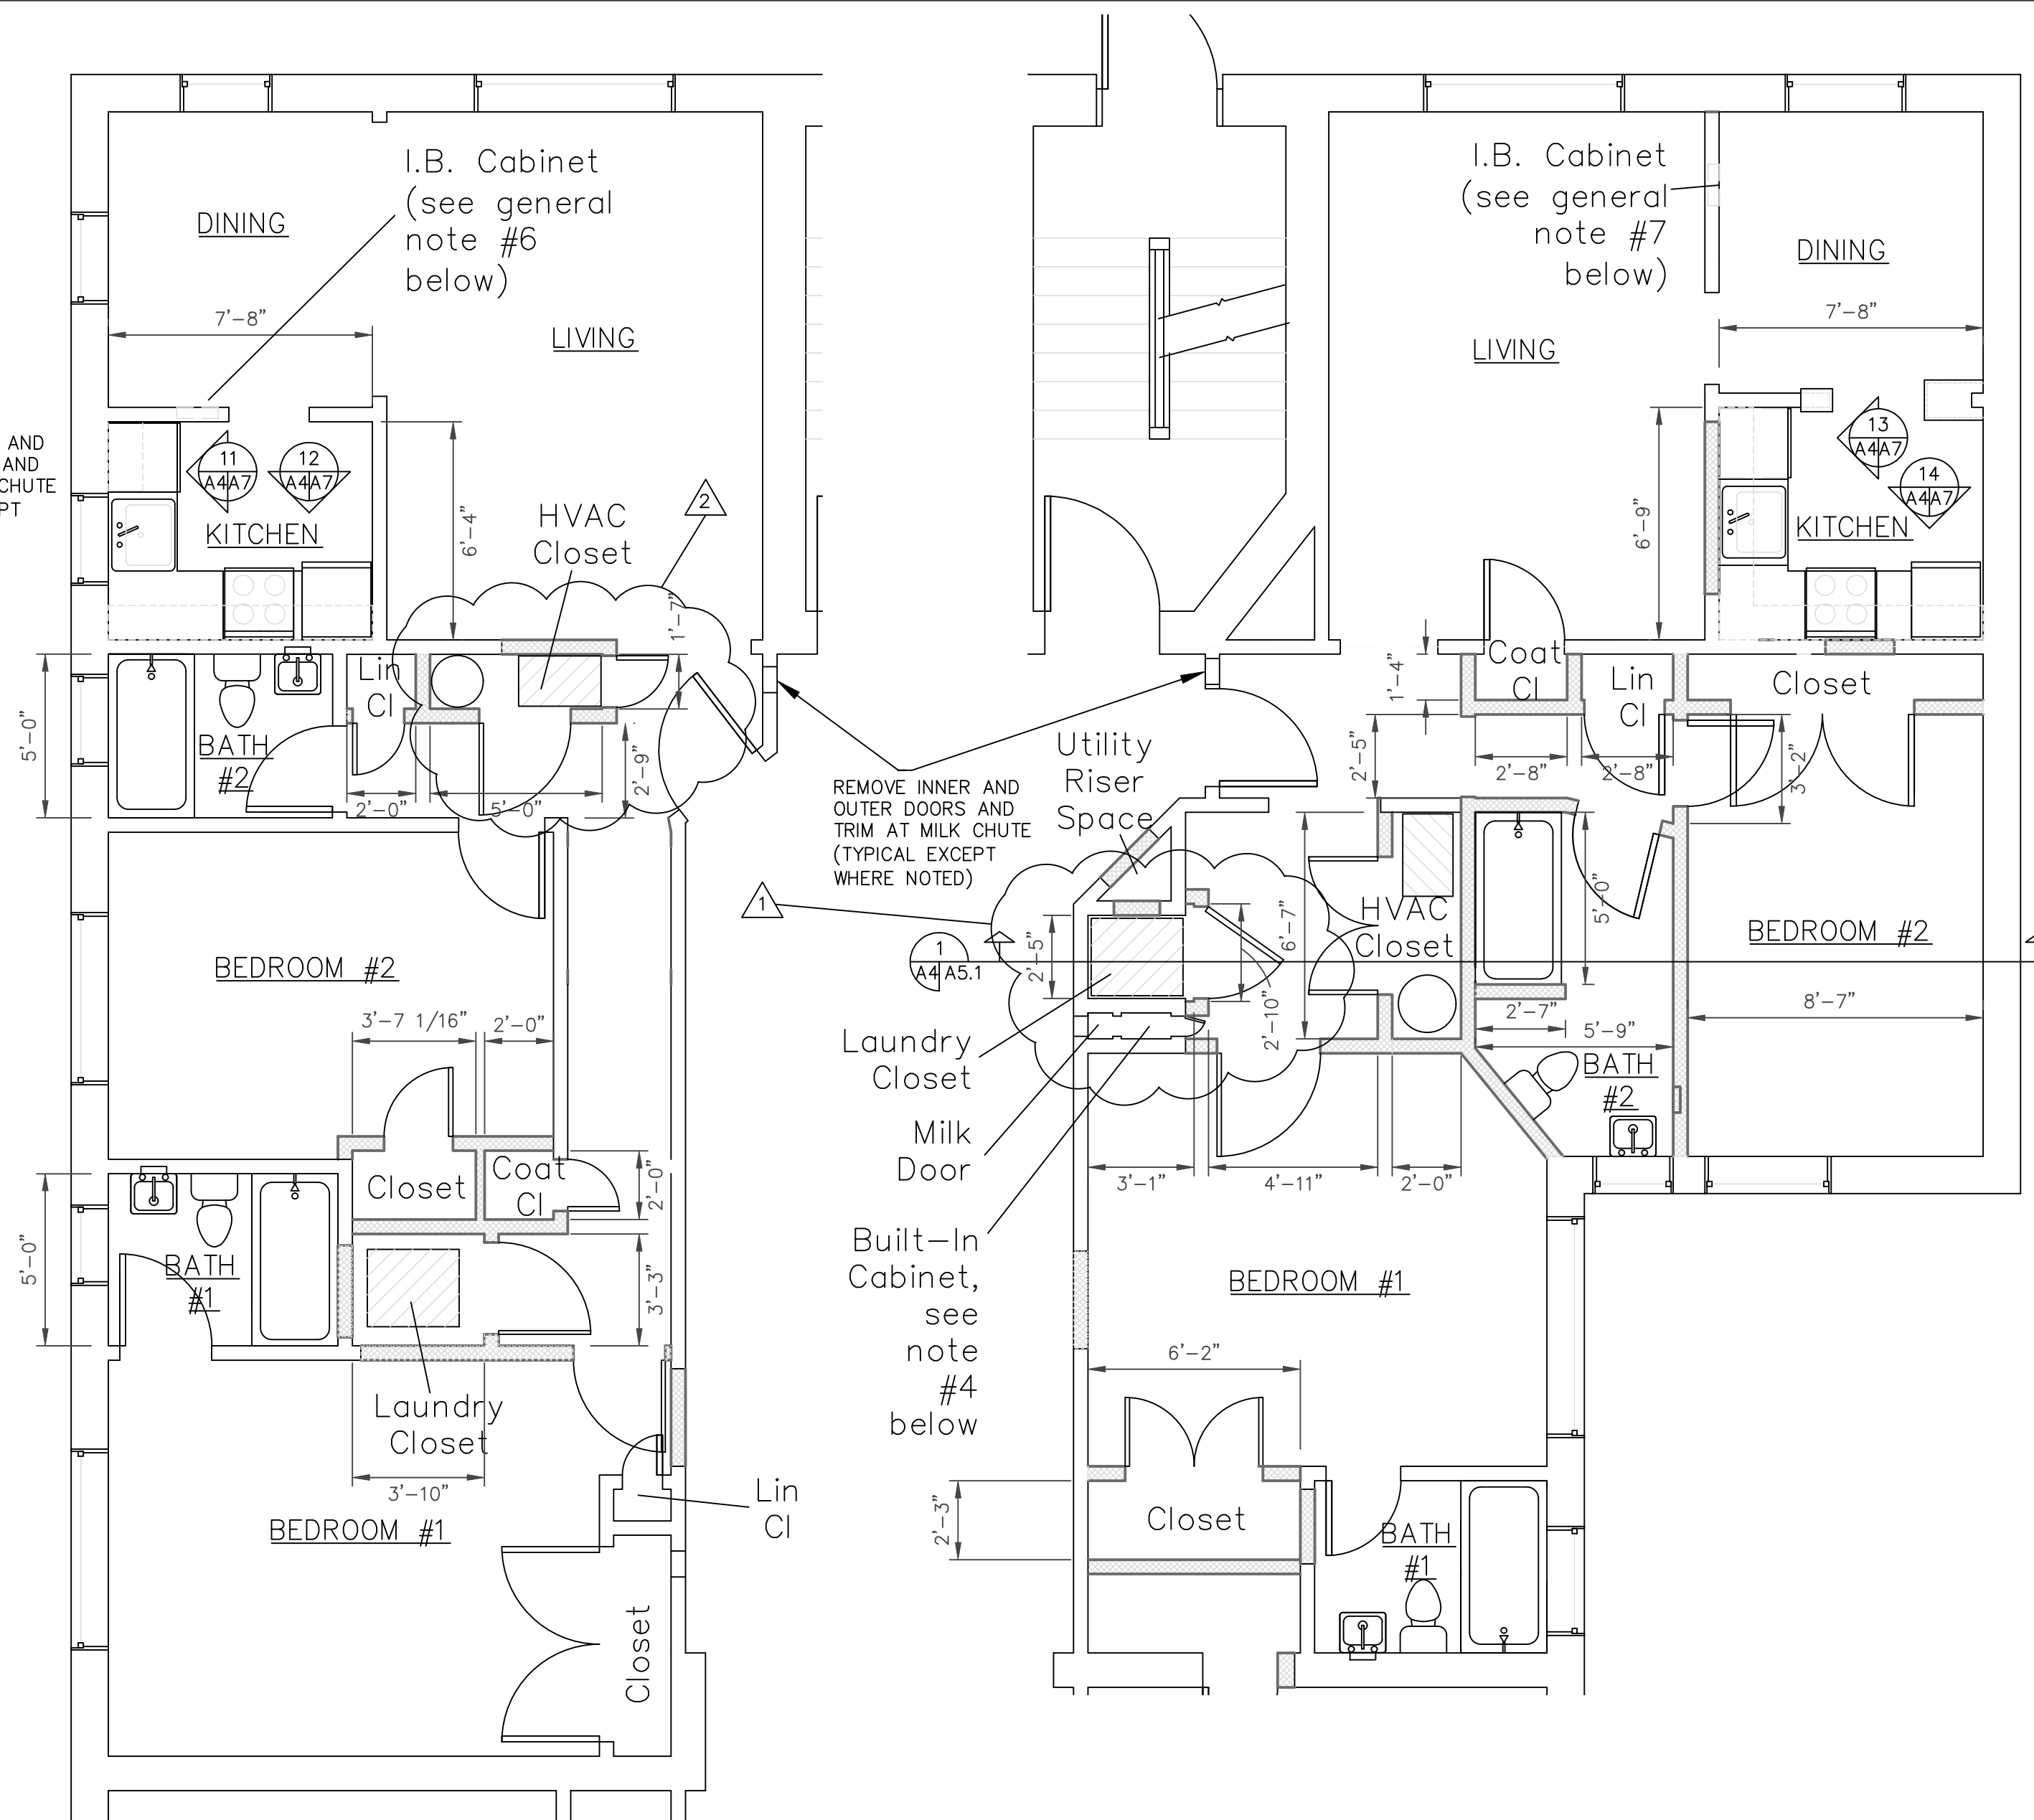 I.B. Cabinet
(see general
note #6
below)
DINING
7'-8"
LIVING
AND
AND
CHUTE
PT
11
A4 A7
12
A4 A7
KITCHEN
6'-4"
HVAC
Closet
2
1'-7"
5'-0"
Lin
Cl
BATH
#2
2'-0"
5'-0"
2'-9"
REMOVE INNER AND
OUTER DOORS AND
TRIM AT MILK CHUTE
(TYPICAL EXCEPT
WHERE NOTED)
BEDROOM #2
3'-7 1/16"
2'-0"
Closet
Coat
Cl
2'-0"
5'-0"
BATH
#1
3'-3"
Laundry
Closet
3'-10"
BEDROOM #1
Lin
Cl
Closet
I.B. Cabinet
(see general
note #7
below)
DINING
7'-8"
LIVING
13
A4 A7
14
A4 A7
6'-9"
KITCHEN
1'-4"
Coat
Cl
Lin
Cl
Closet
2'-5"
2'-8"
2'-8"
3'-2"
Utility
Riser
Space
1
1
A4 A5.1
2'-5"
6'-7"
2'-10"
HVAC
Closet
5'-0"
BEDROOM #2
8'-7"
2'-7"
5'-9"
BATH
#2
Laundry
Closet
Milk
Door
3'-1"
4'-11"
2'-0"
Built-In
Cabinet,
see
note
#4
below
BEDROOM #1
6'-2"
2'-3"
Closet
BATH
#1